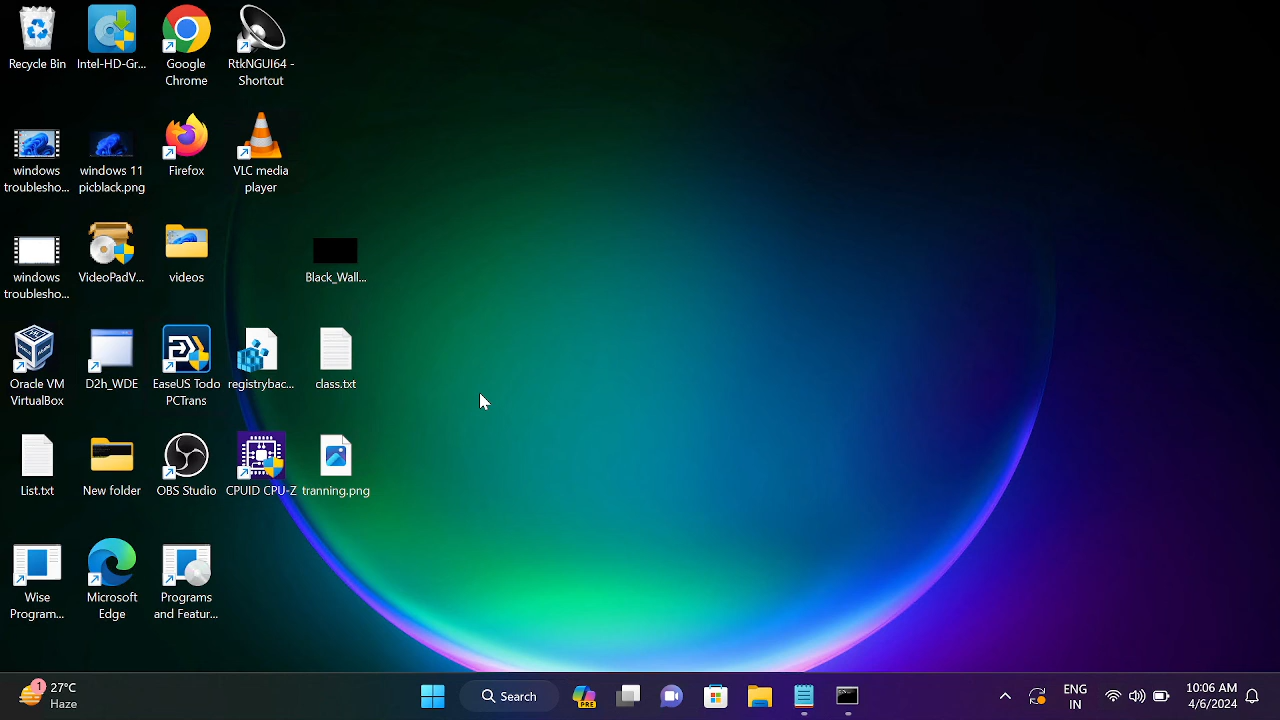 Recycle Bin
Intel-HD-Gr...
Google
Chrome
RtkNGUI64 -
Shortcut
windows
troublesho...
windows 11
picblack.png
Firefox
VLC media
player
windows
troublesho...
VideoPadV...
videos
Black_Wall...
Oracle VM
VirtualBox
D2h_WDE
EaseUS Todo
PCTrans
registrybac...
class.txt
List.txt
New folder
OBS Studio
CPUID CPU-Z
tranning.png
Wise
Program...
Microsoft
Edge
Programs
and Featur...
1
27°C
Haze
Search
PRE
ENG
IN
10:06 AM
4/6/2024